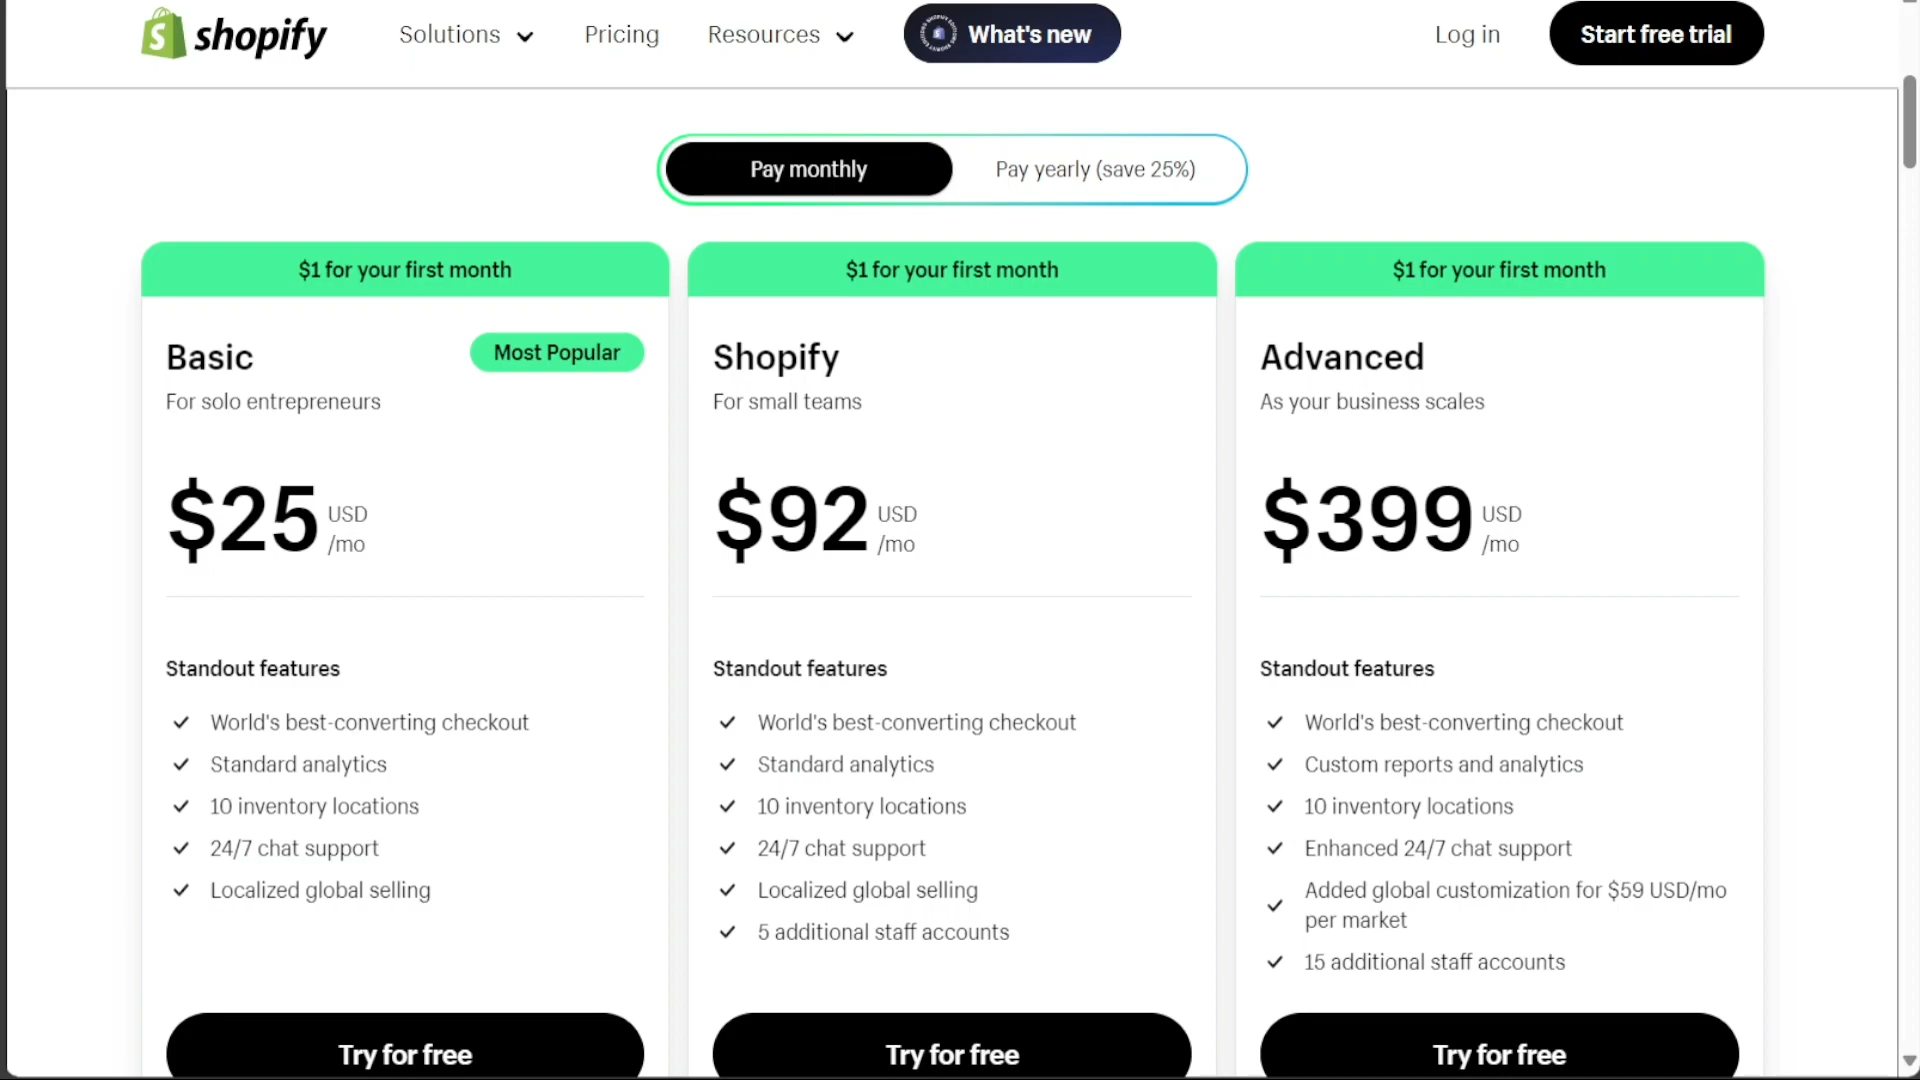 shopify
Solutions
Pricing
Resources
What's new
Log in
Start free trial
Pay monthly
Pay yearly (save 25%)
$1 for your first month
Basic
Most Popular
For solo entrepreneurs
$25 USD
/mo
Standout features
World's best-converting checkout
Standard analytics
10 inventory locations
24/7 chat support
Localized global selling
Try for free
$1 for your first month
Shopify
For small teams
$92 USD
/mo
Standout features
World's best-converting checkout
Standard analytics
10 inventory locations
24/7 chat support
Localized global selling
5 additional staff accounts
Try for free
$1 for your first month
Advanced
As your business scales
$399 USD
/mo
Standout features
World's best-converting checkout
Custom reports and analytics
10 inventory locations
Enhanced 24/7 chat support
Added global customization for $59 USD/mo
per market
15 additional staff accounts
Try for free